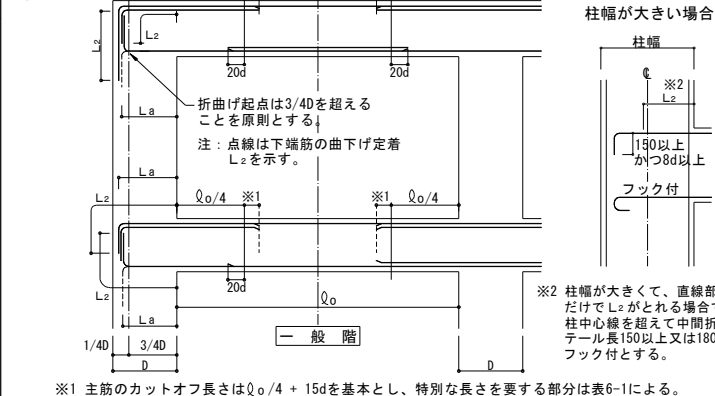 柱幅が大きい場合
柱幅
L₂
L₂
℄
※2
L₂
20d
20d
折曲げ起点は3/4Dを超える
ことを原則とする。
La
150以上
かつ8d以上
注：点線は下端筋の曲下げ定着
L₂を示す。
La
フック付
L₂
ℓo/4
※1
※1
ℓo/4
L₂
20d
ℓo
※2 柱幅が大きくて、直線部
だけでL₂がとれる場合で
柱中心線を超えて中間折
テール長150以上又は180
フック付とする。
La
一般階
1/4D
3/4D
D
D
※1 主筋のカットオフ長さはℓo/4 + 15dを基本とし、特別な長さを要する部分は表6-1による。